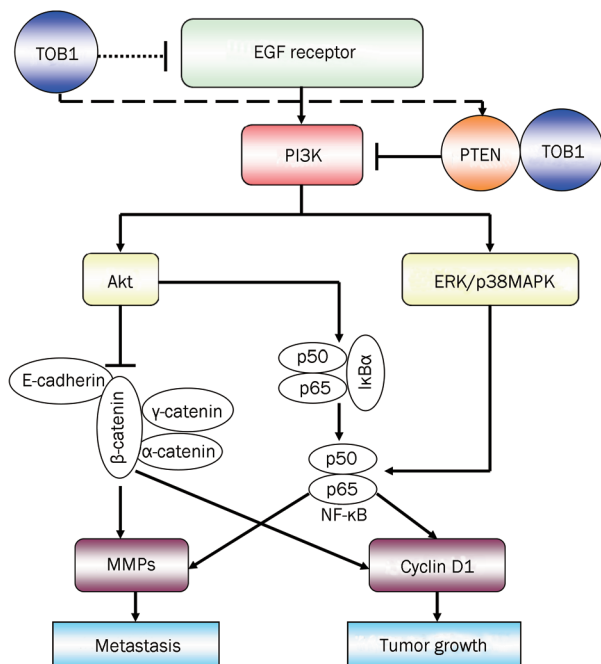 TOB1
EGF receptor
PI3K
PTEN
TOB1
Akt
ERK/p38MAPK
p50
p65
IκBα
E-cadherin
β-catenin
γ-catenin
α-catenin
p50
p65
NF-κB
MMPs
Cyclin D1
Metastasis
Tumor growth